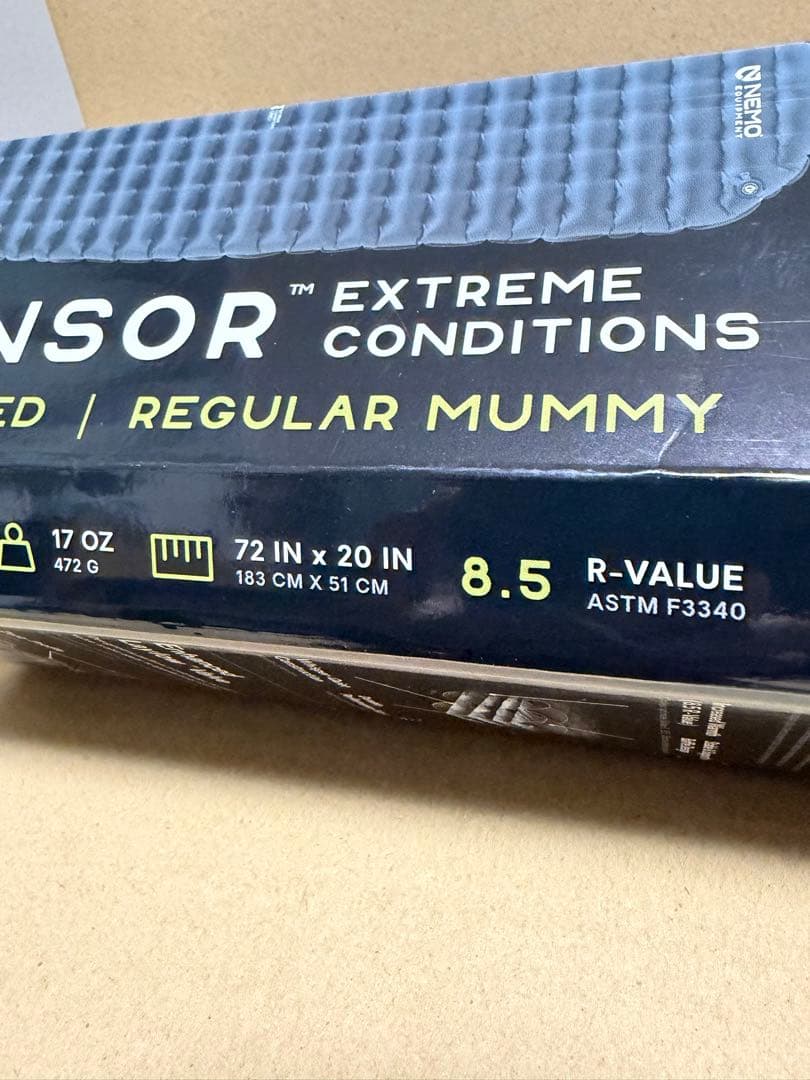 NEMO
EQUIPMENT
NSOR™ EXTREME
CONDITIONS
ED / REGULAR MUMMY
17 OZ
472 G
72 IN x 20 IN
183 CM X 51 CM
8.5
R-VALUE
ASTM F3340
Enhanced